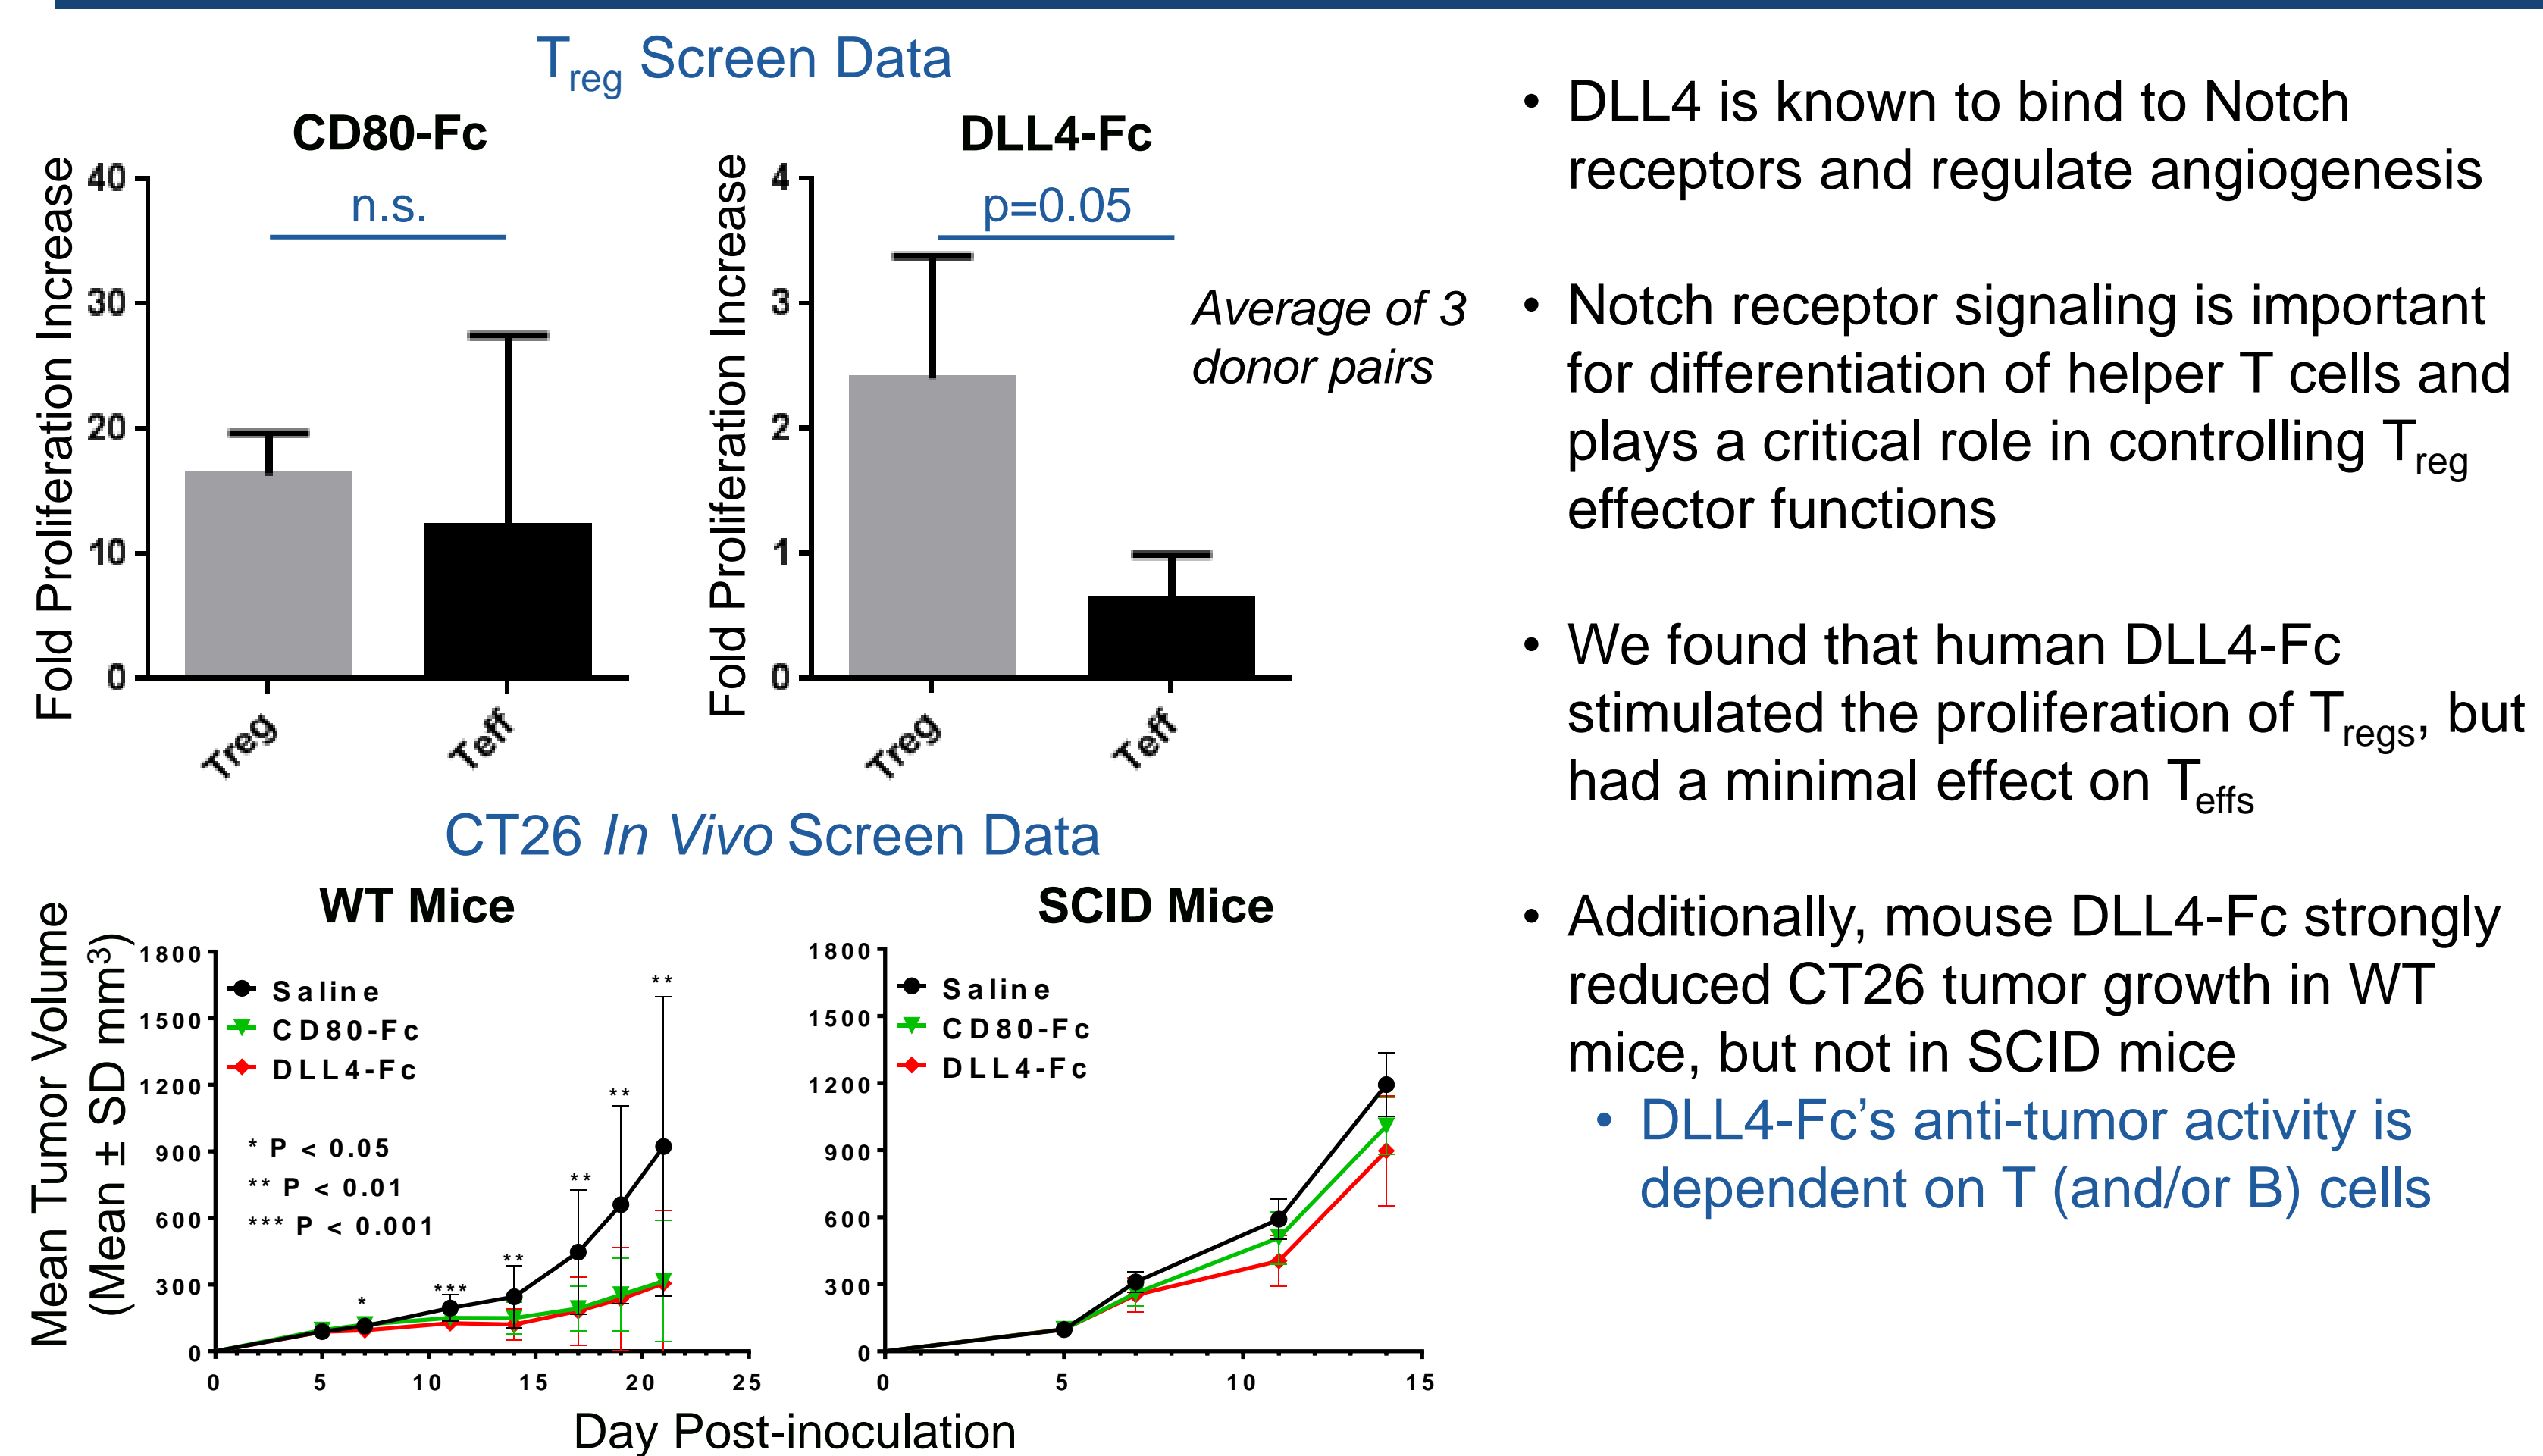 Treg Screen Data
CD80-Fc
Fold Proliferation Increase
40
30
20
10
0
n.s.
Treg
Teff
DLL4-Fc
Fold Proliferation Increase
4
3
2
1
0
p=0.05
Treg
Teff
Average of 3
donor pairs
CT26 In Vivo Screen Data
WT Mice
Mean Tumor Volume
(Mean ± SD mm³)
1800
1500
1200
900
600
300
0
Saline
CD80-Fc
DLL4-Fc
* P < 0.05
** P < 0.01
*** P < 0.001
*
***
**
**
**
**
0 5 10 15 20 25
SCID Mice
1800
1500
1200
900
600
300
0
Saline
CD80-Fc
DLL4-Fc
0 5 10 15
Day Post-inoculation
• DLL4 is known to bind to Notch
receptors and regulate angiogenesis
• Notch receptor signaling is important
for differentiation of helper T cells and
plays a critical role in controlling Treg
effector functions
• We found that human DLL4-Fc
stimulated the proliferation of Tregs, but
had a minimal effect on Teffs
• Additionally, mouse DLL4-Fc strongly
reduced CT26 tumor growth in WT
mice, but not in SCID mice
• DLL4-Fc’s anti-tumor activity is
dependent on T (and/or B) cells